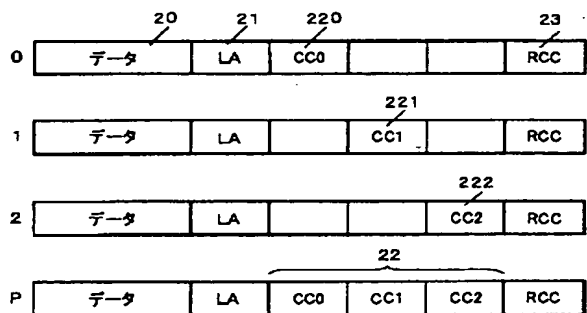 20 21 220 23
0 データ LA CC0 RCC
221
1 データ LA CC1 RCC
222
2 データ LA CC2 RCC
22
P データ LA CC0 CC1 CC2 RCC